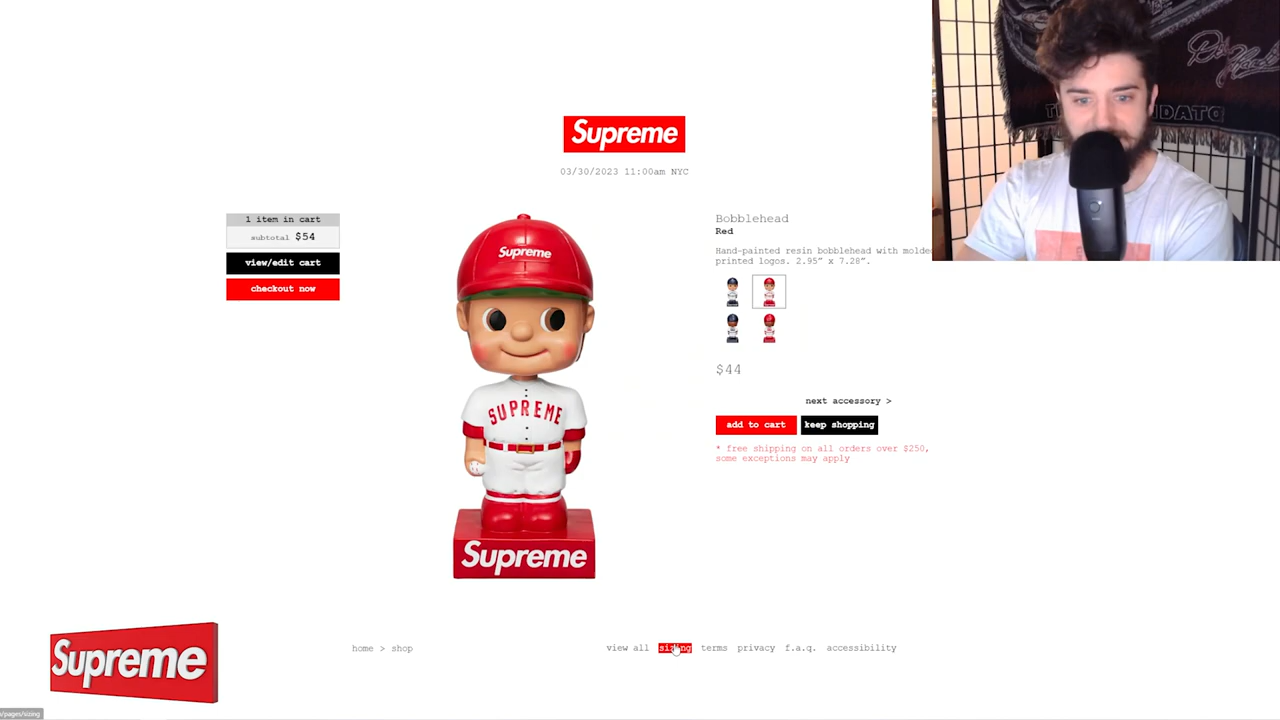 Supreme
03/30/2023 11:00am NYC
1 item in cart
subtotal $54
view/edit cart
checkout now
Supreme
SUPREME
Supreme
Bobblehead
Red
Hand-painted resin bobblehead with molded
printed logos. 2.95” x 7.28”.
$44
next accessory >
add to cart keep shopping
* free shipping on all orders over $250,
some exceptions may apply
Supreme
home > shop
view all sizing terms privacy f.a.q. accessibility
/pages/sizing